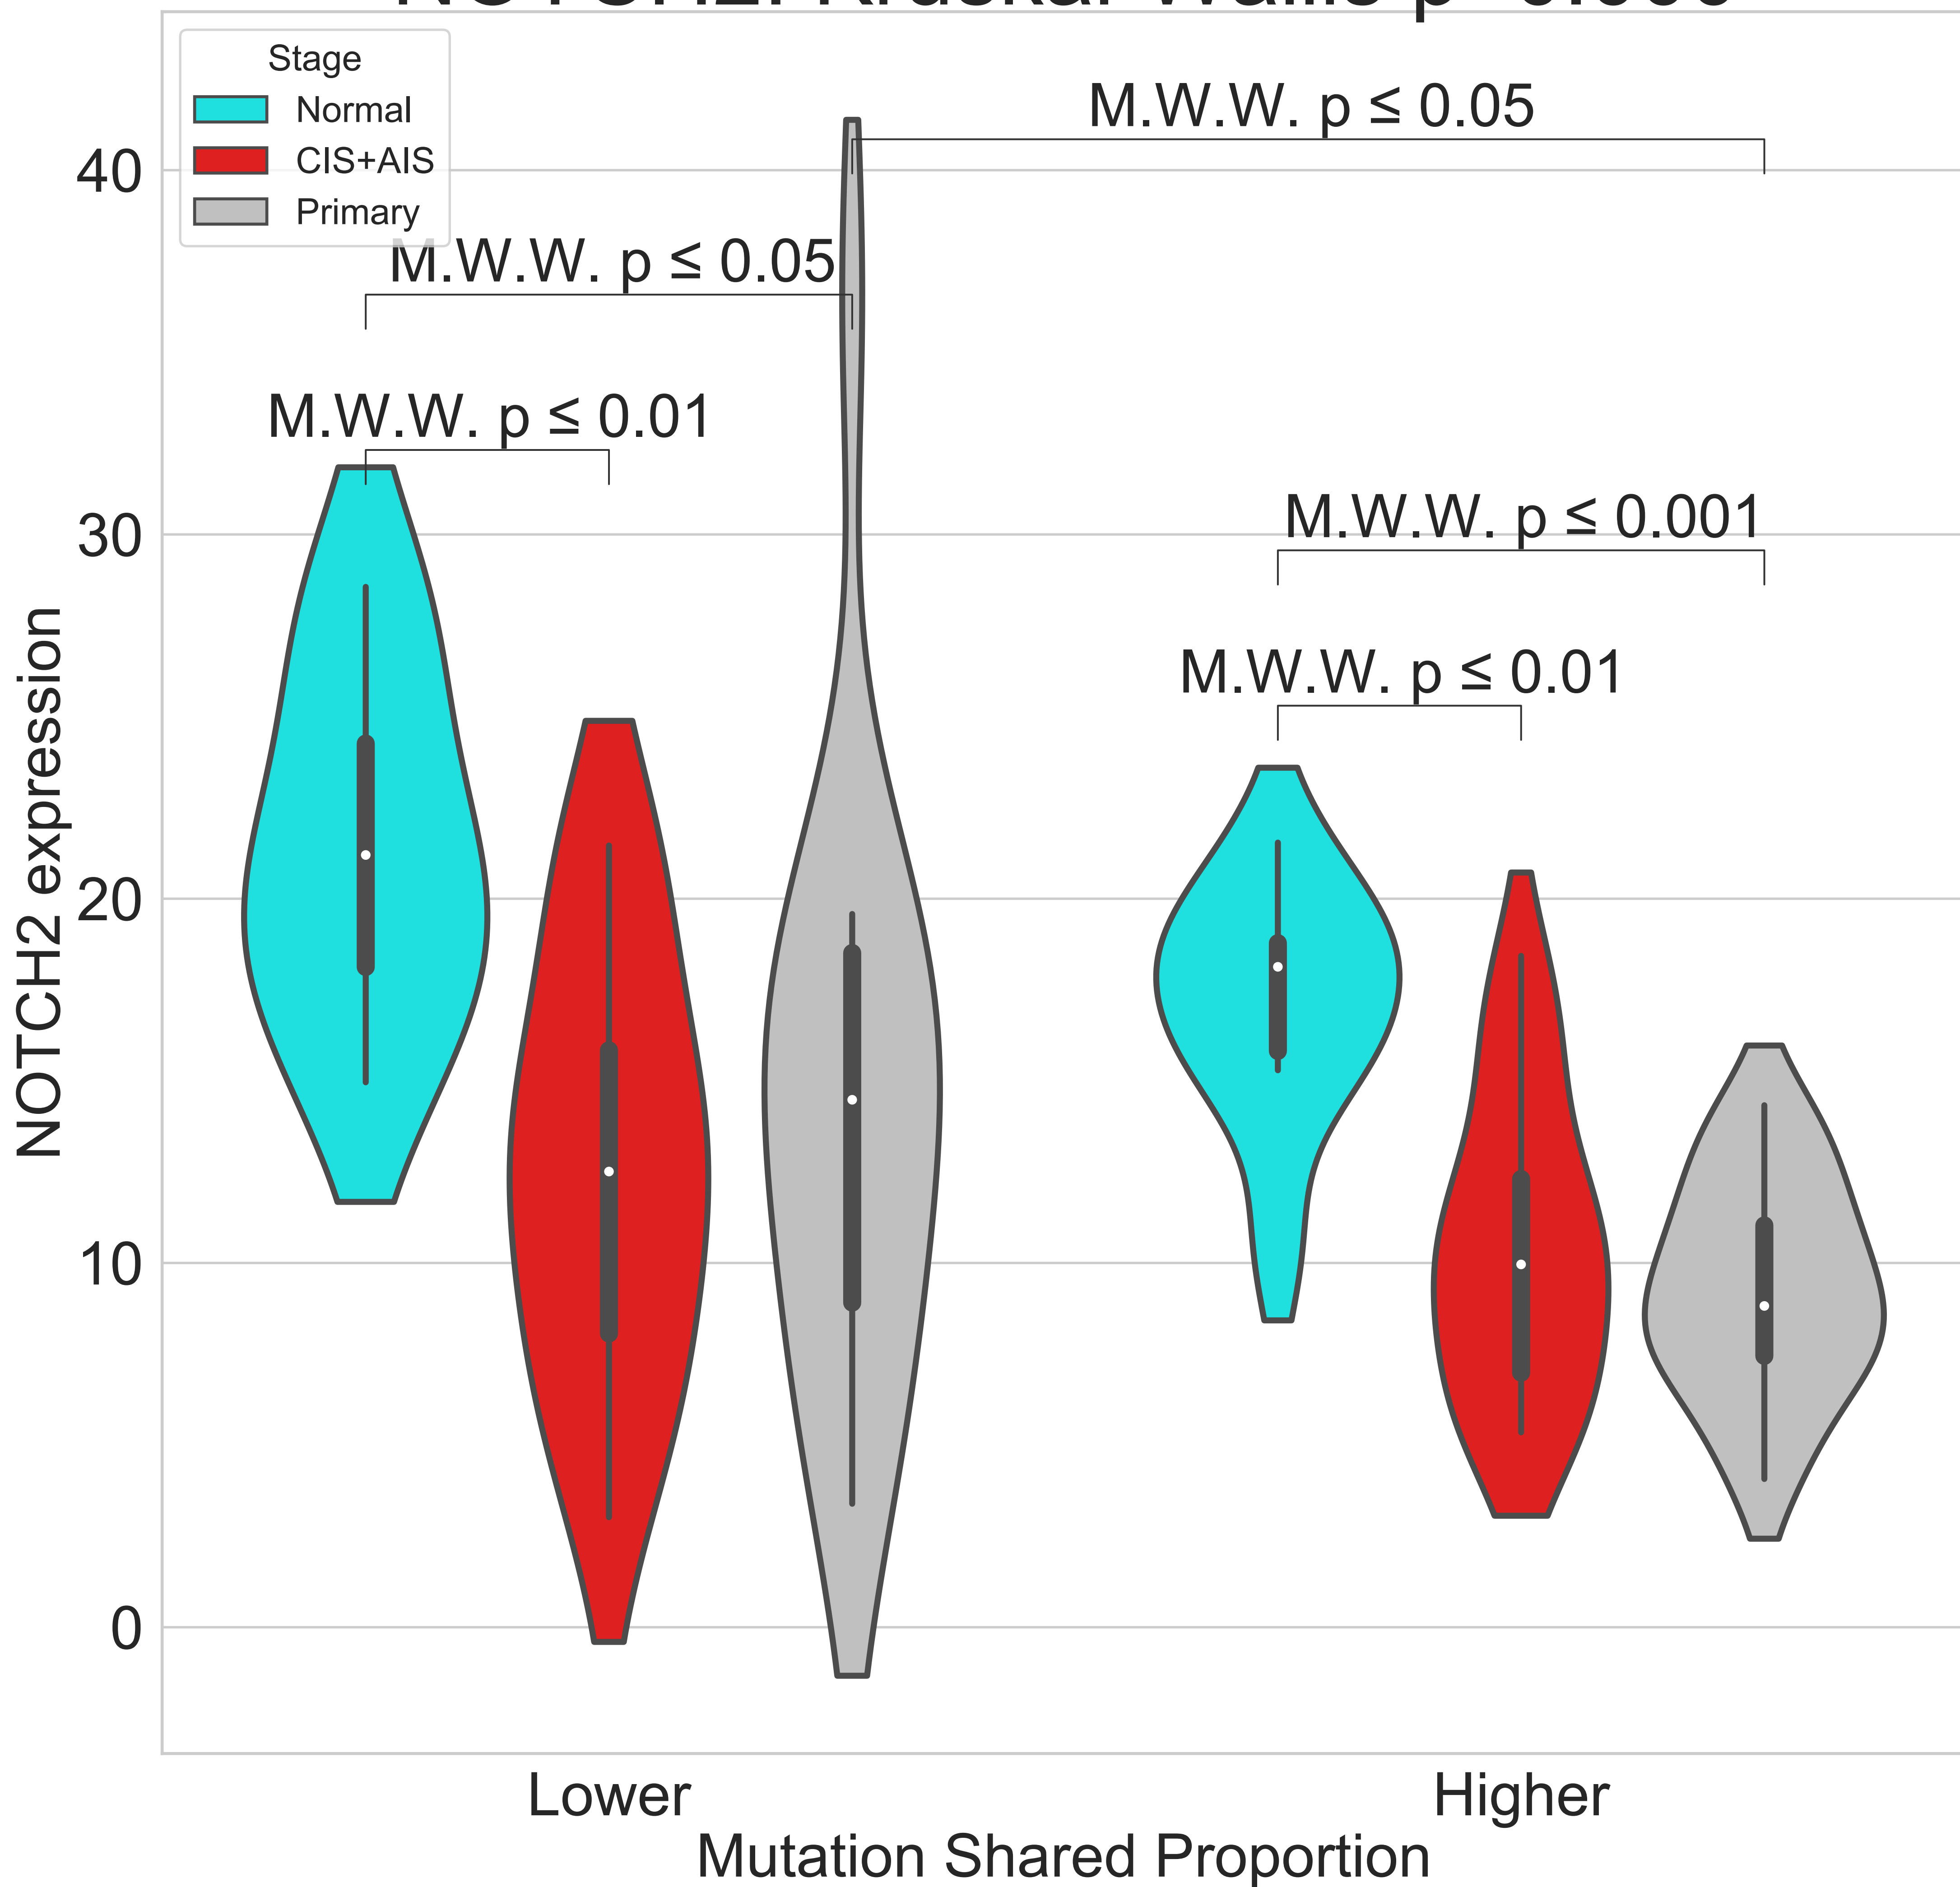 Stage
Normal
CIS+AIS
Primary
M.W.W. p ≤ 0.05
M.W.W. p ≤ 0.05
M.W.W. p ≤ 0.01
M.W.W. p ≤ 0.001
M.W.W. p ≤ 0.01
40
30
20
10
0
NOTCH2 expression
Lower
Higher
Mutation Shared Proportion